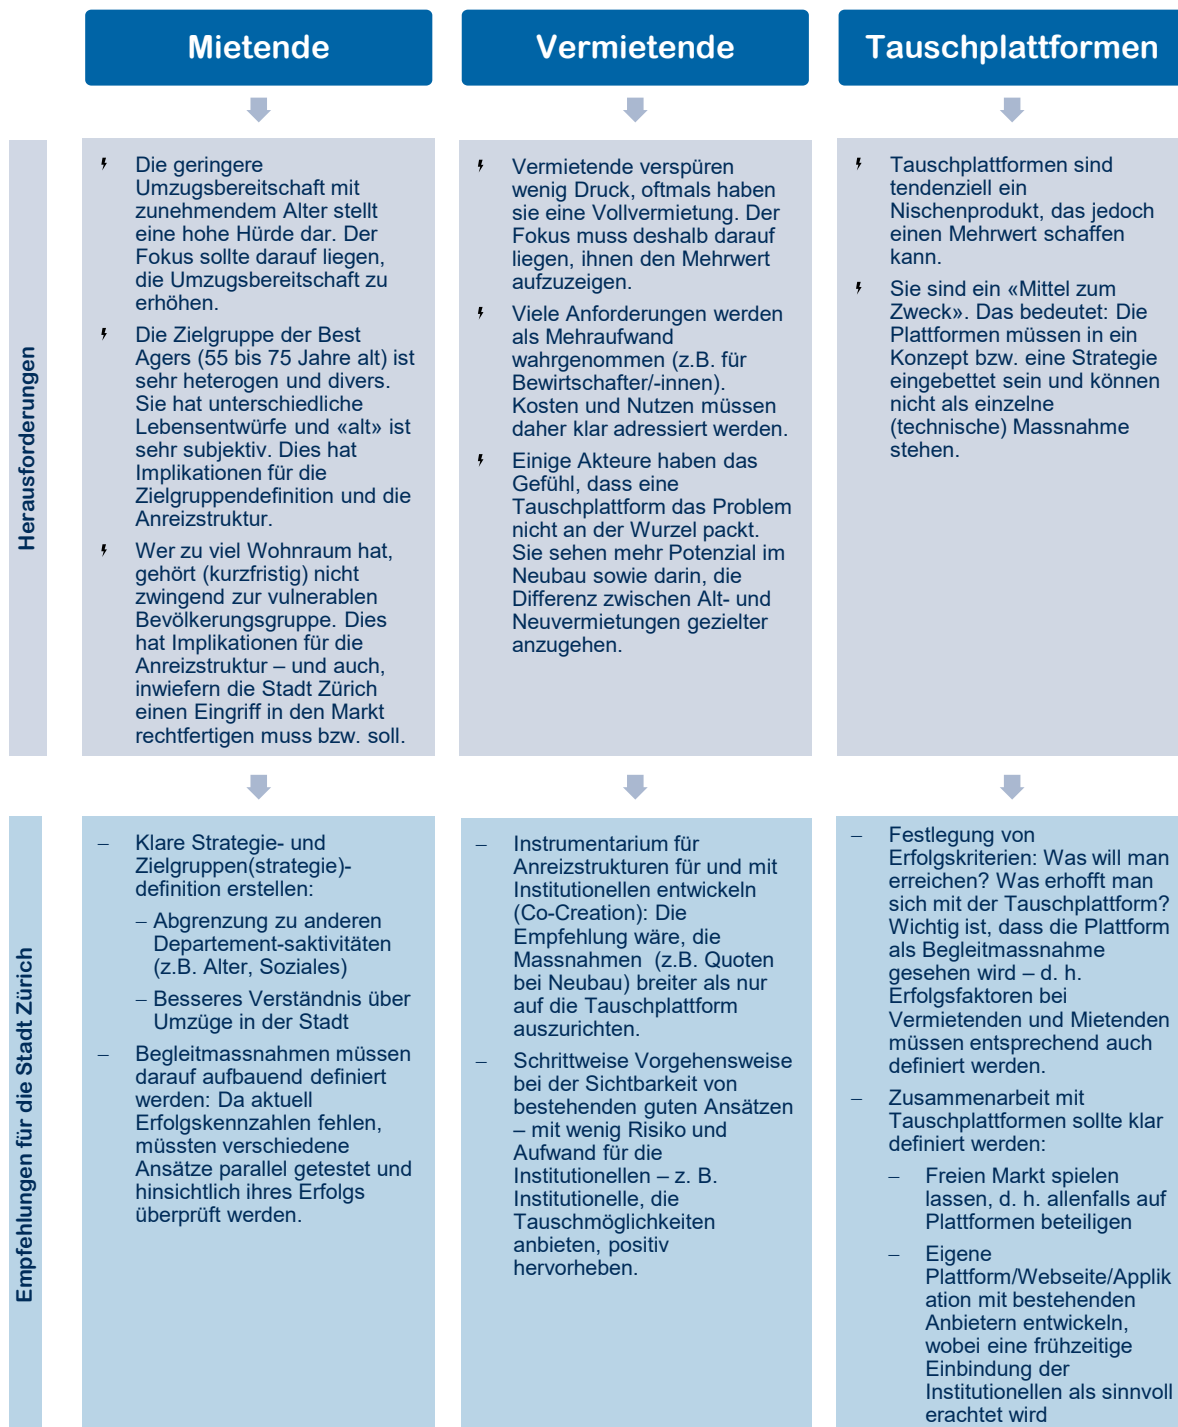 Mietende
Vermietende
Tauschplattformen
Herausforderungen
Die geringere
Umzugsbereitschaft mit
zunehmendem Alter stellt
eine hohe Hürde dar. Der
Fokus sollte darauf liegen,
die Umzugsbereitschaft zu
erhöhen.
Die Zielgruppe der Best
Agers (55 bis 75 Jahre alt) ist
sehr heterogen und divers.
Sie hat unterschiedliche
Lebensentwürfe und «alt» ist
sehr subjektiv. Dies hat
Implikationen für die
Zielgruppendefinition und die
Anreizstruktur.
Wer zu viel Wohnraum hat,
gehört (kurzfristig) nicht
zwingend zur vulnerablen
Bevölkerungsgruppe. Dies
hat Implikationen für die
Anreizstruktur – und auch,
inwiefern die Stadt Zürich
einen Eingriff in den Markt
rechtfertigen muss bzw. soll.
Vermietende verspüren
wenig Druck, oftmals haben
sie eine Vollvermietung. Der
Fokus muss deshalb darauf
liegen, ihnen den Mehrwert
aufzuzeigen.
Viele Anforderungen werden
als Mehraufwand
wahrgenommen (z.B. für
Bewirtschafter/-innen).
Kosten und Nutzen müssen
daher klar adressiert werden.
Einige Akteure haben das
Gefühl, dass eine
Tauschplattform das Problem
nicht an der Wurzel packt.
Sie sehen mehr Potenzial im
Neubau sowie darin, die
Differenz zwischen Alt- und
Neuvermietungen gezielter
anzugehen.
Tauschplattformen sind
tendenziell ein
Nischenprodukt, das jedoch
einen Mehrwert schaffen
kann.
Sie sind ein «Mittel zum
Zweck». Das bedeutet: Die
Plattformen müssen in ein
Konzept bzw. eine Strategie
eingebettet sein und können
nicht als einzelne
(technische) Massnahme
stehen.
Empfehlungen für die Stadt Zürich
– Klare Strategie- und
Zielgruppen(strategie)-
definition erstellen:
– Abgrenzung zu anderen
Departement-saktivitäten
(z.B. Alter, Soziales)
– Besseres Verständnis über
Umzüge in der Stadt
– Begleitmassnahmen müssen
darauf aufbauend definiert
werden: Da aktuell
Erfolgskennzahlen fehlen,
müssten verschiedene
Ansätze parallel getestet und
hinsichtlich ihres Erfolgs
überprüft werden.
– Instrumentarium für
Anreizstrukturen für und mit
Institutionellen entwickeln
(Co-Creation): Die
Empfehlung wäre, die
Massnahmen (z.B. Quoten
bei Neubau) breiter als nur
auf die Tauschplattform
auszurichten.
– Schrittweise Vorgehensweise
bei der Sichtbarkeit von
bestehenden guten Ansätzen
– mit wenig Risiko und
Aufwand für die
Institutionellen – z. B.
Institutionelle, die
Tauschmöglichkeiten
anbieten, positiv
hervorheben.
– Festlegung von
Erfolgskriterien: Was will man
erreichen? Was erhofft man
sich mit der Tauschplattform?
Wichtig ist, dass die Plattform
als Begleitmassnahme
gesehen wird – d. h.
Erfolgsfaktoren bei
Vermietenden und Mietenden
müssen entsprechend auch
definiert werden.
– Zusammenarbeit mit
Tauschplattformen sollte klar
definiert werden:
– Freien Markt spielen
lassen, d. h. allenfalls auf
Plattformen beteiligen
– Eigene
Plattform/Webseite/Applik
ation mit bestehenden
Anbietern entwickeln,
wobei eine frühzeitige
Einbindung der
Institutionellen als sinnvoll
erachtet wird